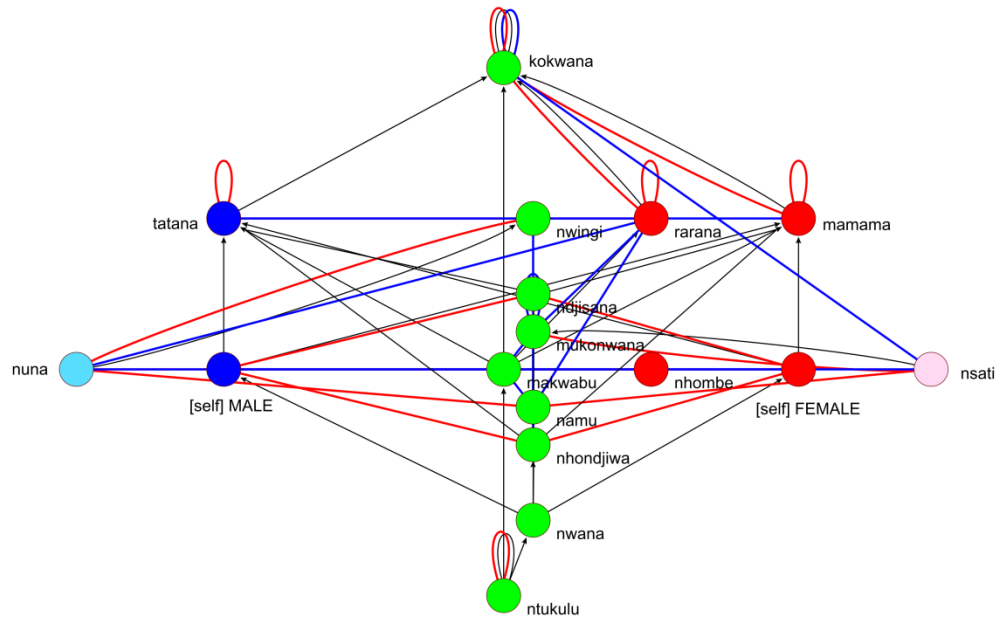 kokwana
tatana
nwingi
rarana
mamama
ndjisana
mukonwana
nuna
makwabu
nhombe
nsati
[self] MALE
namu
[self] FEMALE
nhondjiwa
nwana
ntukulu